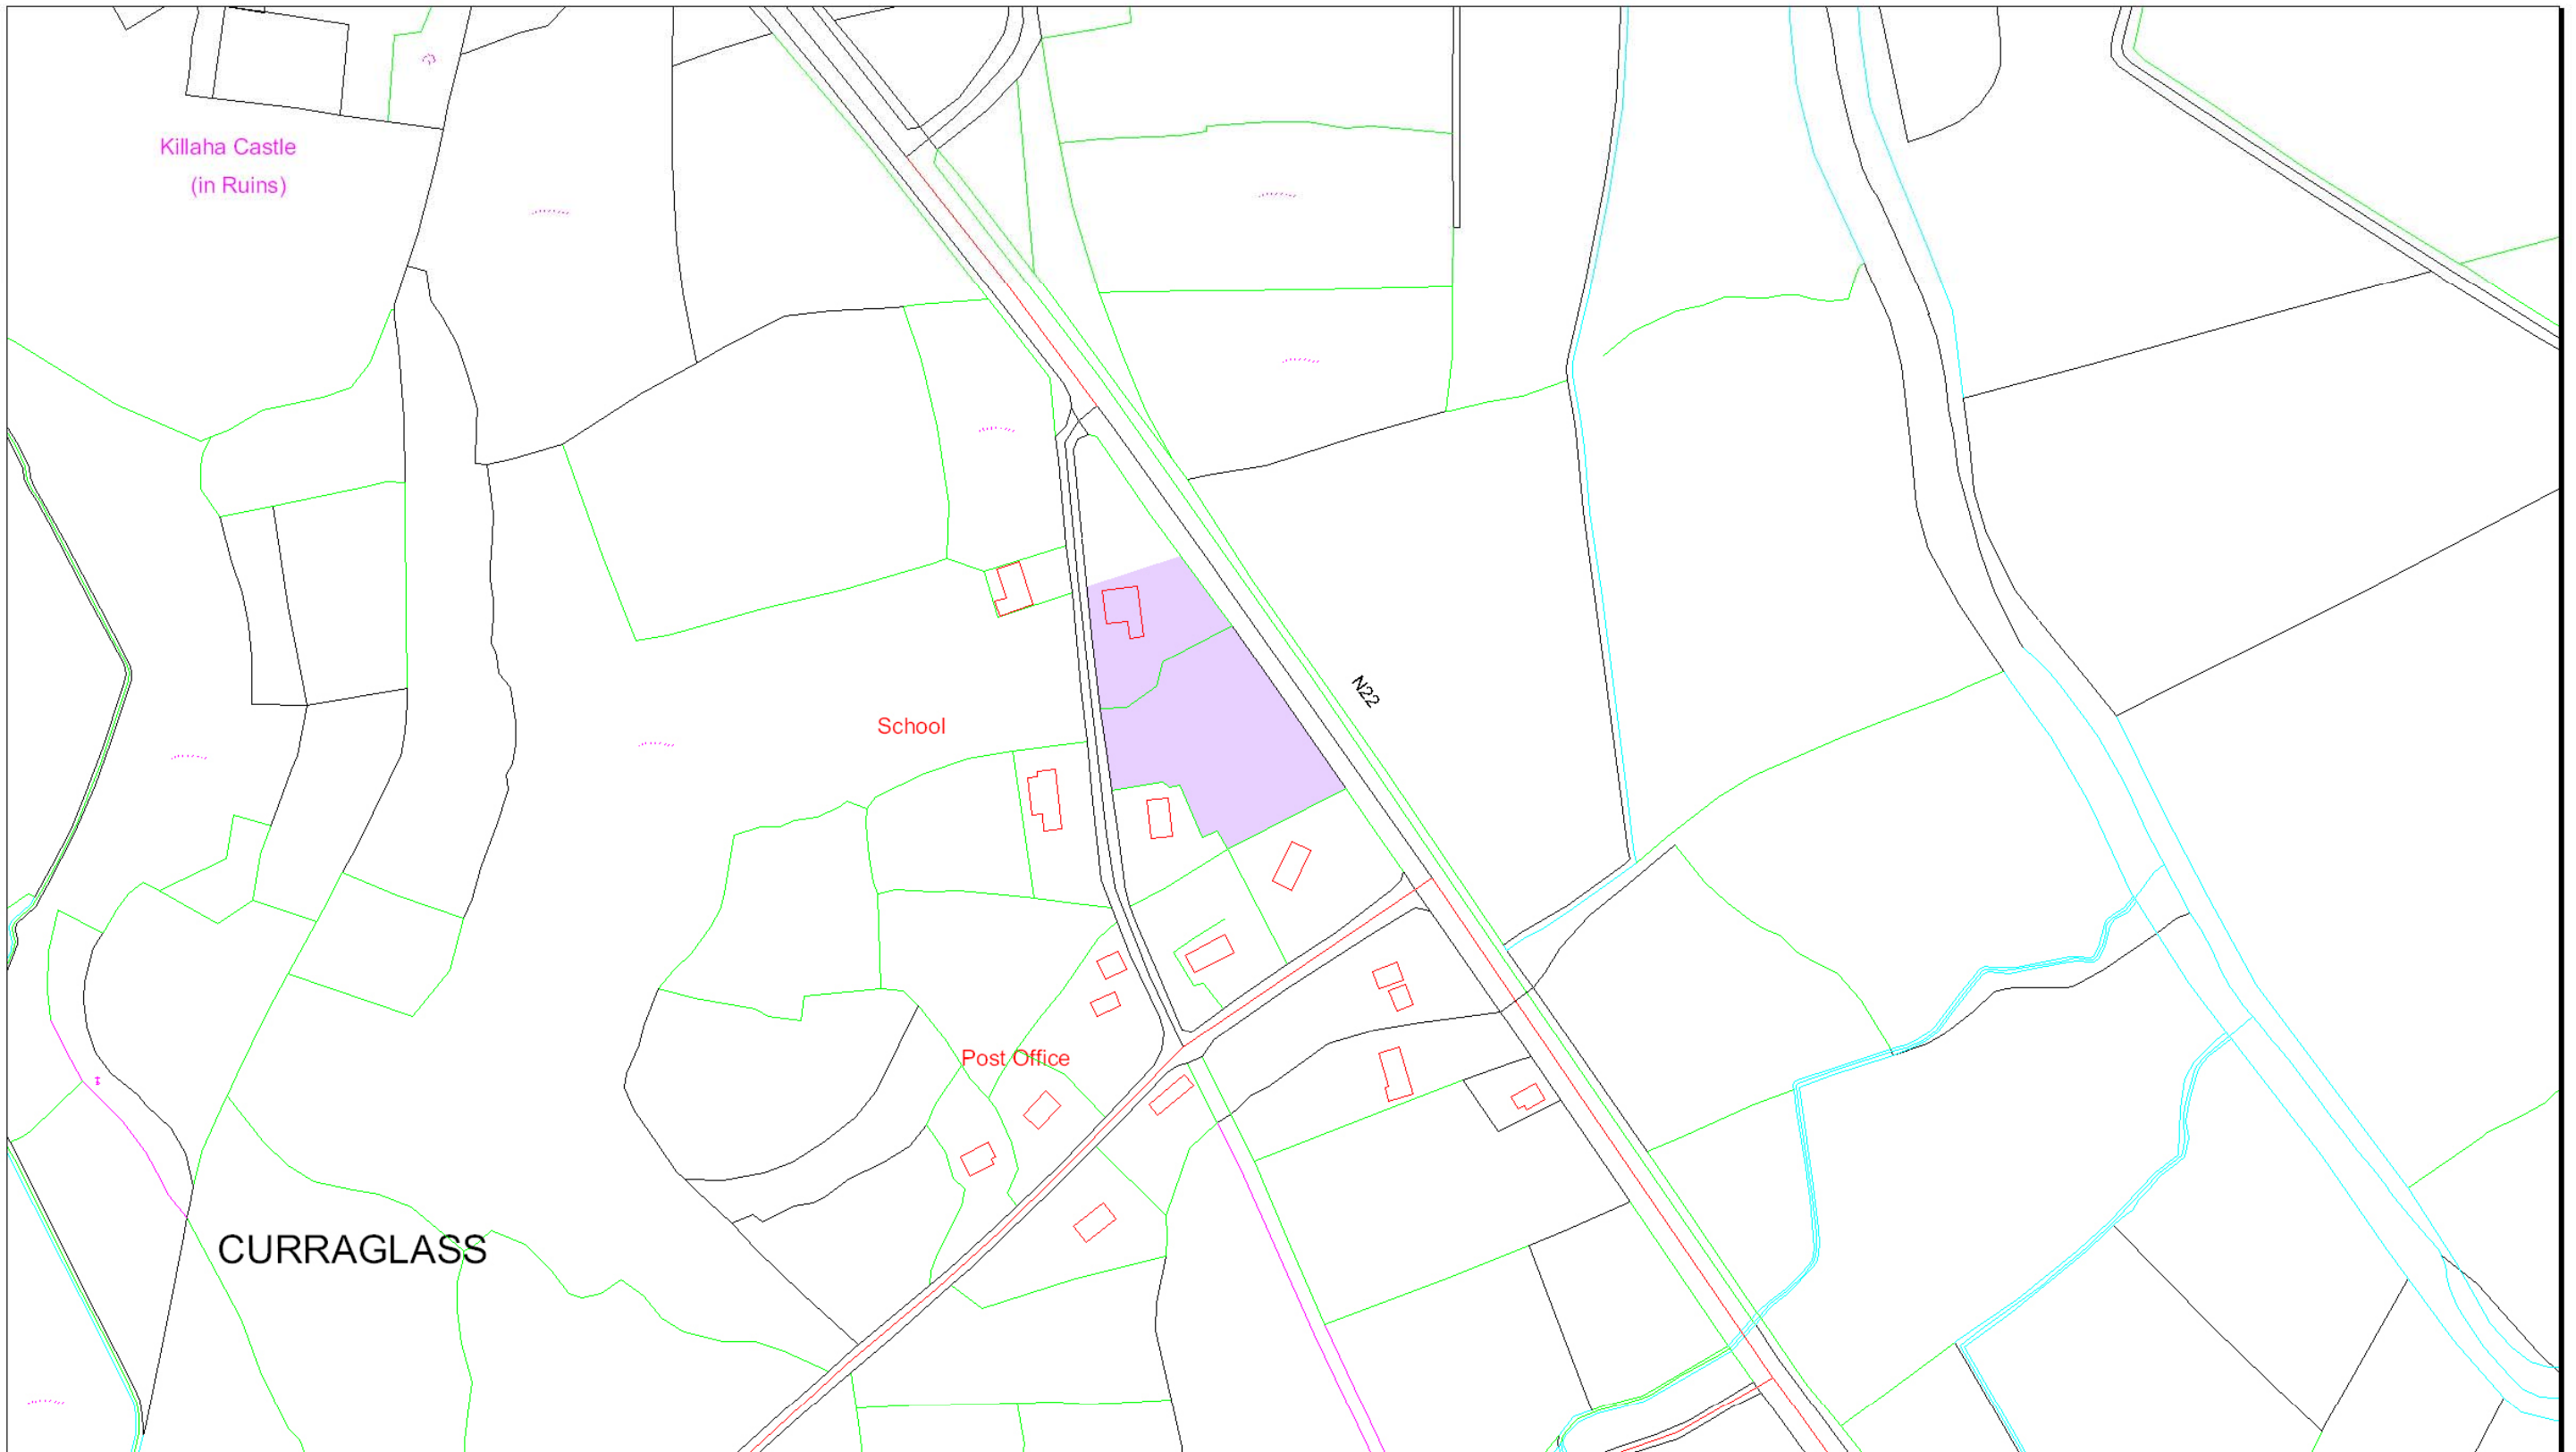 Killaha Castle
(in Ruins)
N22
School
Post Office
CURRAGLASS